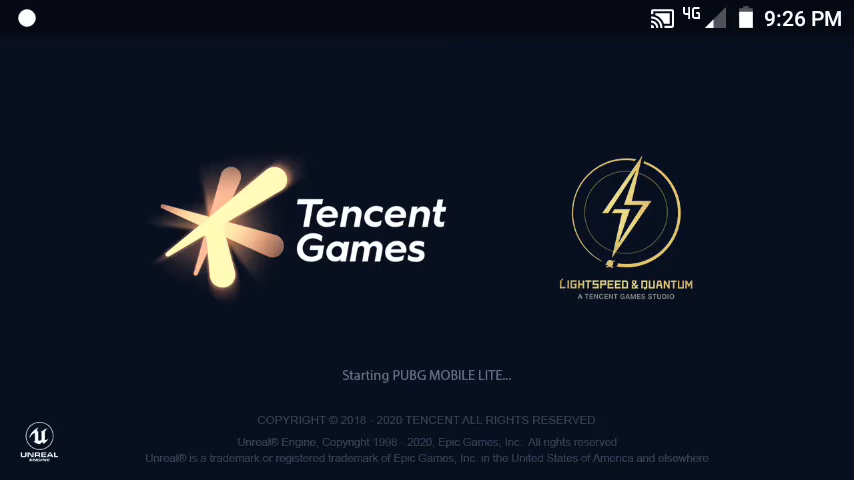 4G 9:26 PM
Tencent
Games
LIGHTSPEED & QUANTUM
A TENCENT GAMES STUDIO
Starting PUBG MOBILE LITE...
COPYRIGHT © 2018 - 2020 TENCENT ALL RIGHTS RESERVED
Unreal® Engine, Copyright 1998 - 2020, Epic Games, Inc. All rights reserved
Unreal® is a trademark or registered trademark of Epic Games, Inc. in the United States of America and elsewhere
UNREAL
ENGINE